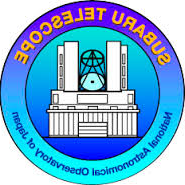 SUBARU TELESCOPE
National Astronomical Observatory of Japan